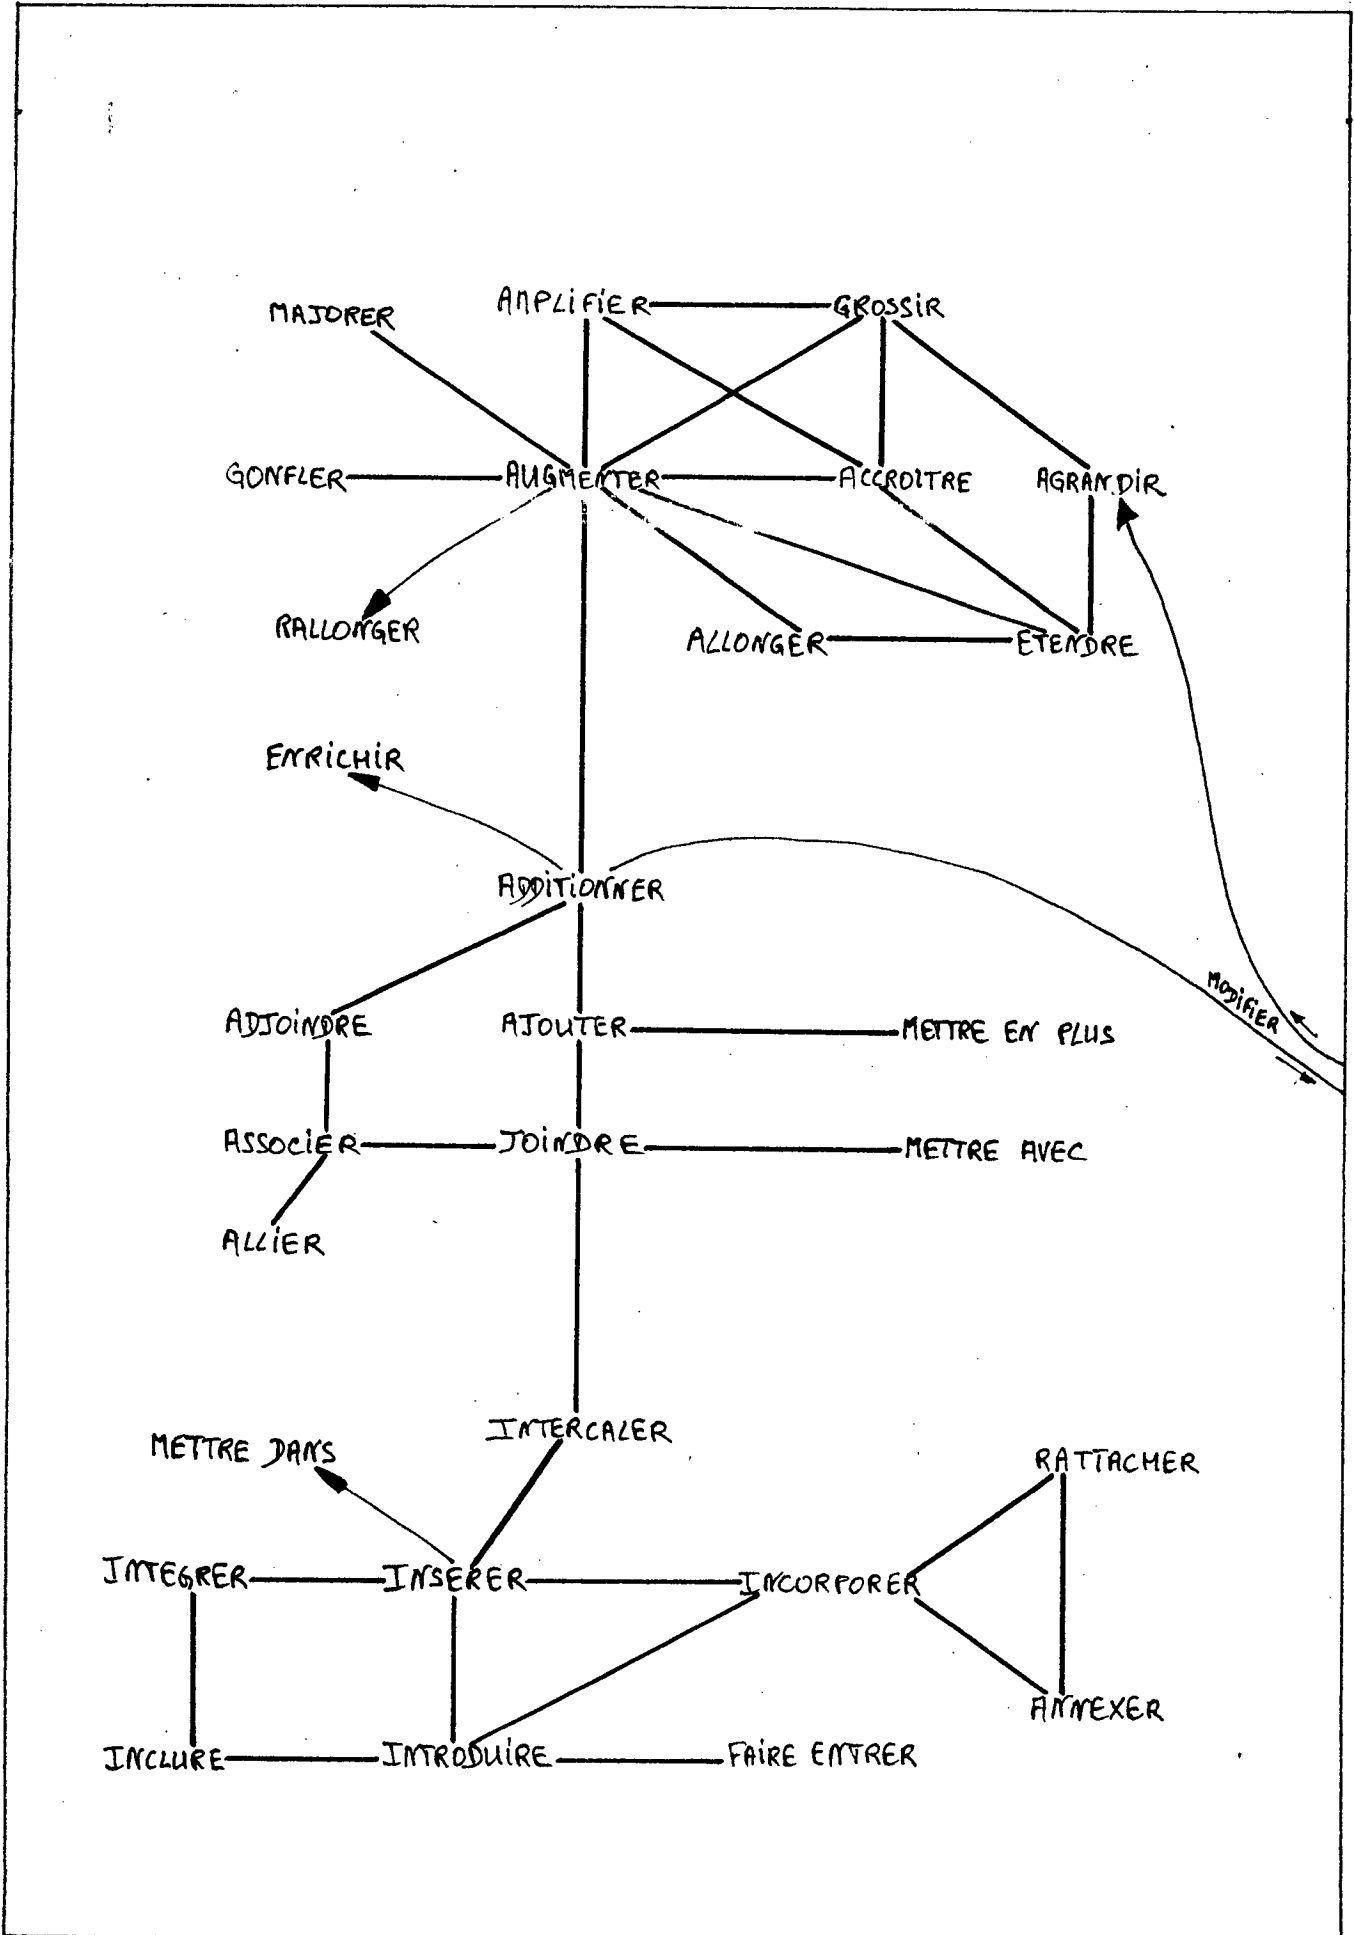 MAJORER
AMPLIFIER
GROSSIR
GONFLER
AUGMENTER
ACCROITRE
AGRANDIR
RALLONGER
ALLONGER
ETENDRE
ENRICHIR
ADDITIONNER
MODIFIER
ADJOINDRE
AJOUTER
METTRE EN PLUS
ASSOCIER
JOINDRE
METTRE AVEC
ALLIER
INTERCALER
METTRE DANS
RATTACHER
INTEGRER
INSERER
INCORPORER
ANNEXER
INCLURE
INTRODUIRE
FAIRE ENTRER